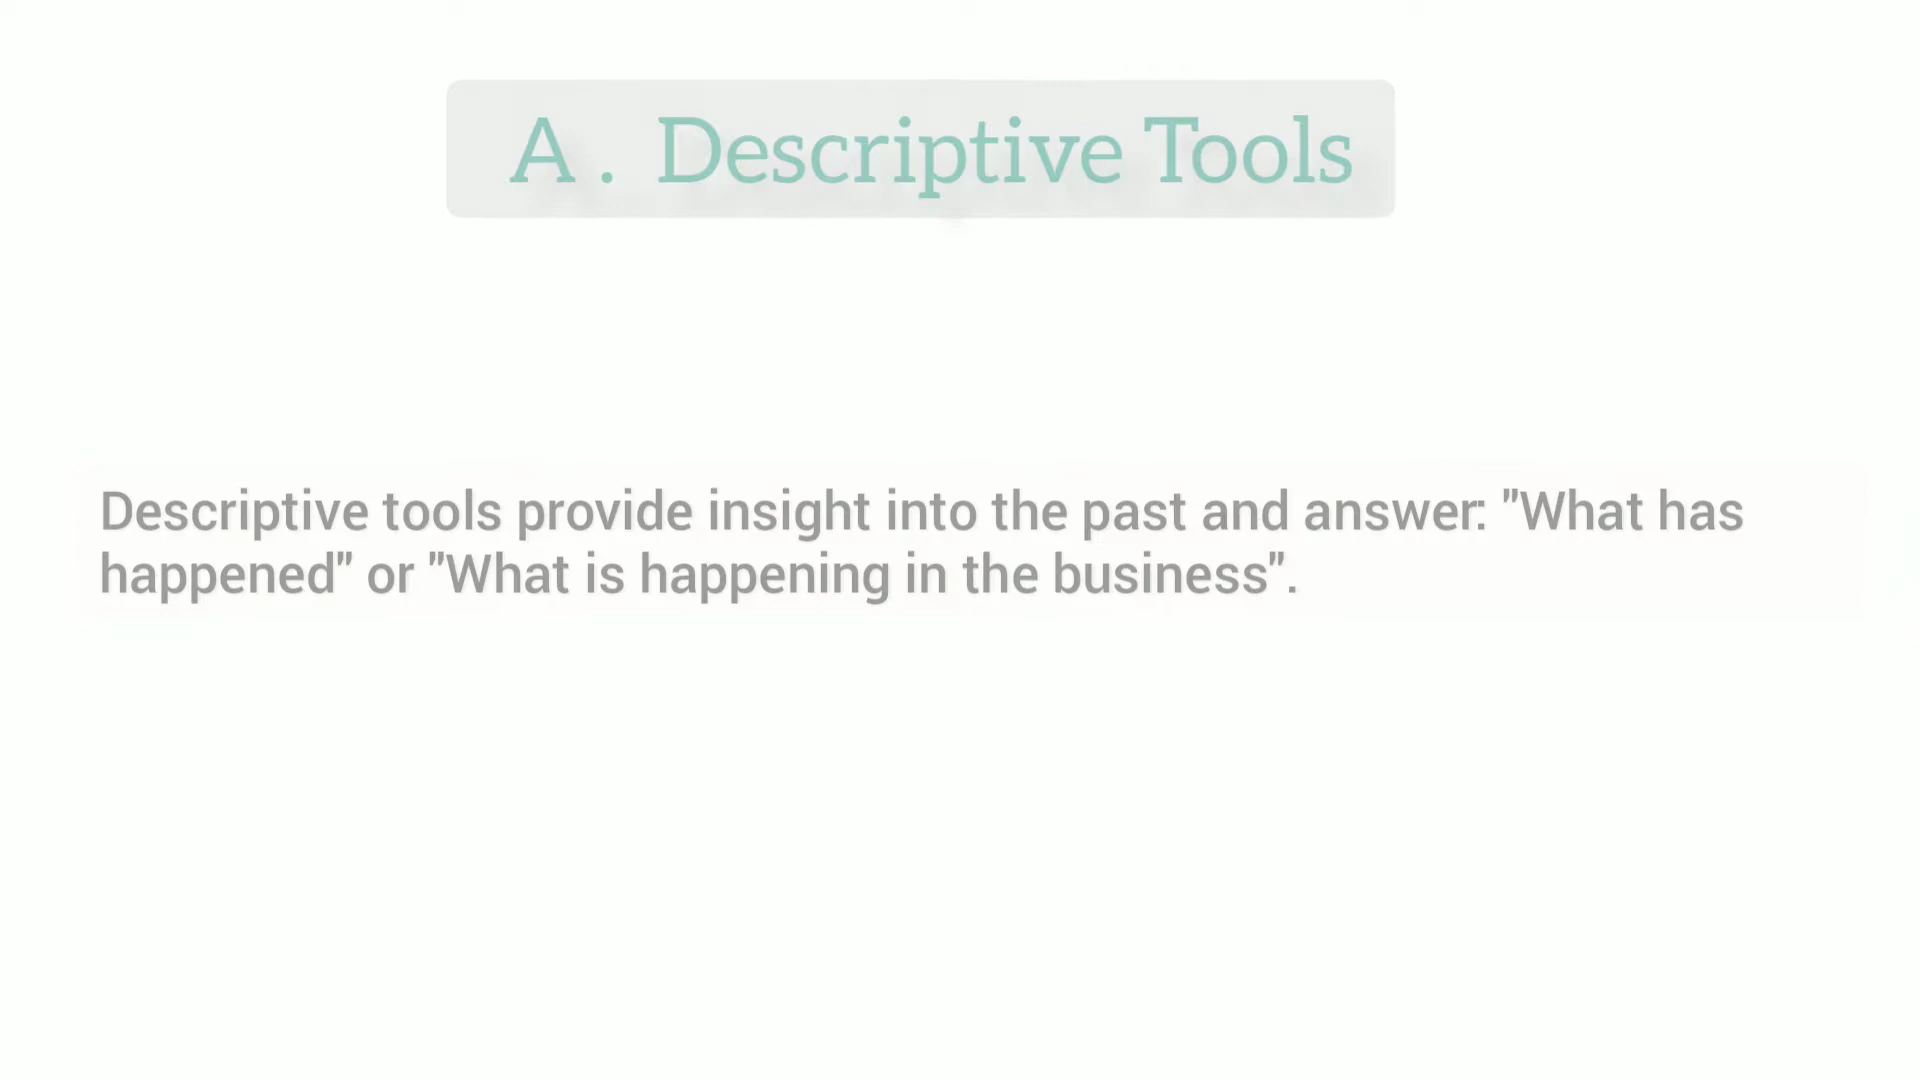 A . Descriptive Tools
Descriptive tools provide insight into the past and answer: "What has
happened" or "What is happening in the business".